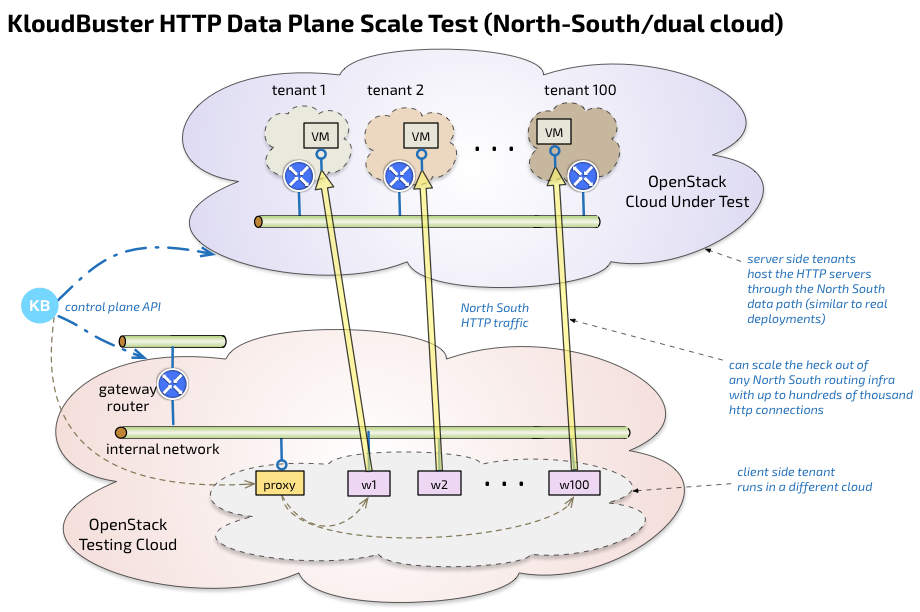 KloudBuster HTTP Data Plane Scale Test (North-South/dual cloud)
tenant 1
tenant 2
tenant 100
VM
VM
VM
OpenStack
Cloud Under Test
server side tenants
host the HTTP servers
through the North South
data path (similar to real
deployments)
KB
control plane API
North South
HTTP traffic
can scale the heck out of
any North South routing infra
with up to hundreds of thousand
http connections
gateway
router
internal network
proxy
w1
w2
w100
client side tenant
runs in a different cloud
OpenStack
Testing Cloud